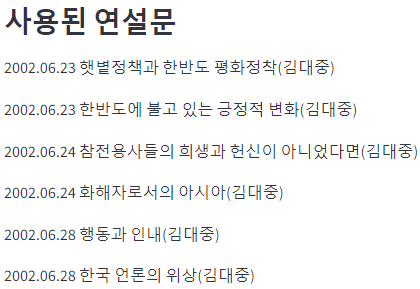 사용된 연설문
2002.06.23 햇볕정책과 한반도 평화정착(김대중)
2002.06.23 한반도에 불고 있는 긍정적 변화(김대중)
2002.06.24 참전용사들의 희생과 헌신이 아니었다면(김대중)
2002.06.24 화해자로서의 아시아(김대중)
2002.06.28 행동과 인내(김대중)
2002.06.28 한국 언론의 위상(김대중)